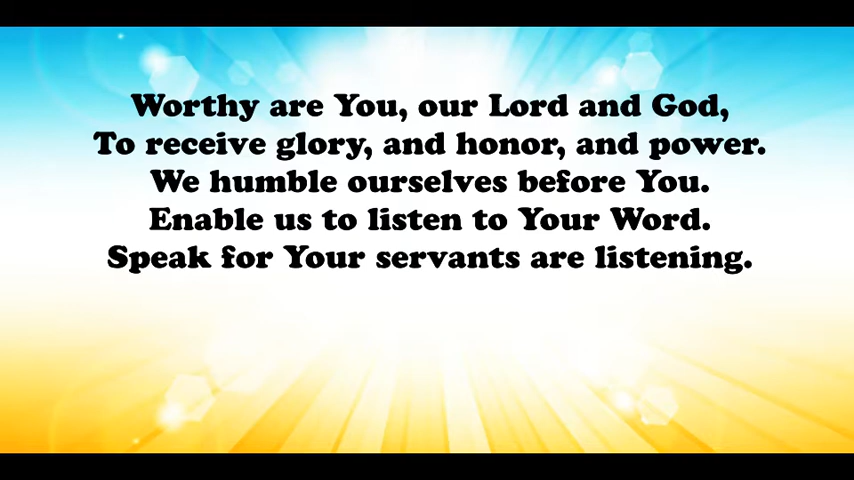 Worthy are You, our Lord and God,
To receive glory, and honor, and power.
We humble ourselves before You.
Enable us to listen to Your Word.
Speak for Your servants are listening.